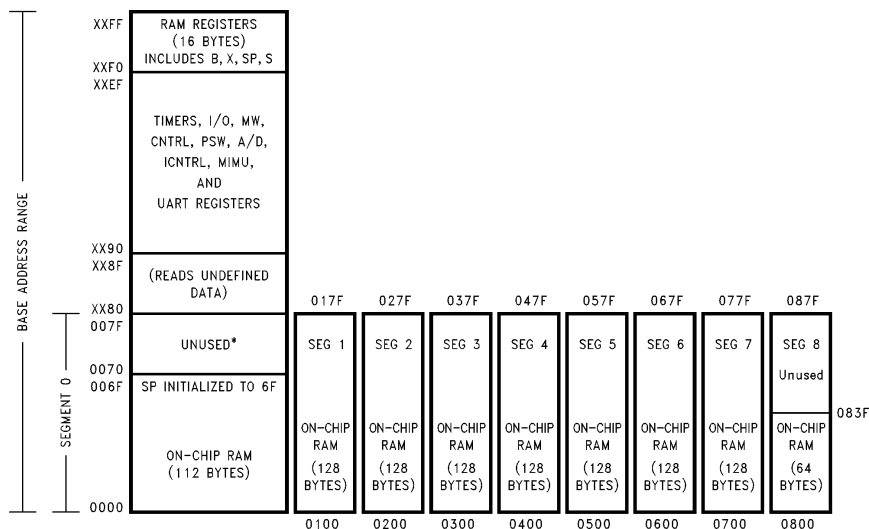 XXFF
RAM REGISTERS
(16 BYTES)
INCLUDES B, X, SP, S
XXF0
XXEF
TIMERS, I/O, MW,
CNTRL, PSW, A/D,
ICNTRL, MIMU,
AND
UART REGISTERS
XX90
XX8F
(READS UNDEFINED
DATA)
XX80
BASE ADDRESS RANGE
007F
UNUSED*
0070
006F
SP INITIALIZED TO 6F
ON-CHIP RAM
(112 BYTES)
0000
SEGMENT 0
017F
SEG 1
ON-CHIP
RAM
(128
BYTES)
0100
027F
SEG 2
ON-CHIP
RAM
(128
BYTES)
0200
037F
SEG 3
ON-CHIP
RAM
(128
BYTES)
0300
047F
SEG 4
ON-CHIP
RAM
(128
BYTES)
0400
057F
SEG 5
ON-CHIP
RAM
(128
BYTES)
0500
067F
SEG 6
ON-CHIP
RAM
(128
BYTES)
0600
077F
SEG 7
ON-CHIP
RAM
(128
BYTES)
0700
087F
SEG 8
Unused
083F
ON-CHIP
RAM
(64
BYTES)
0800